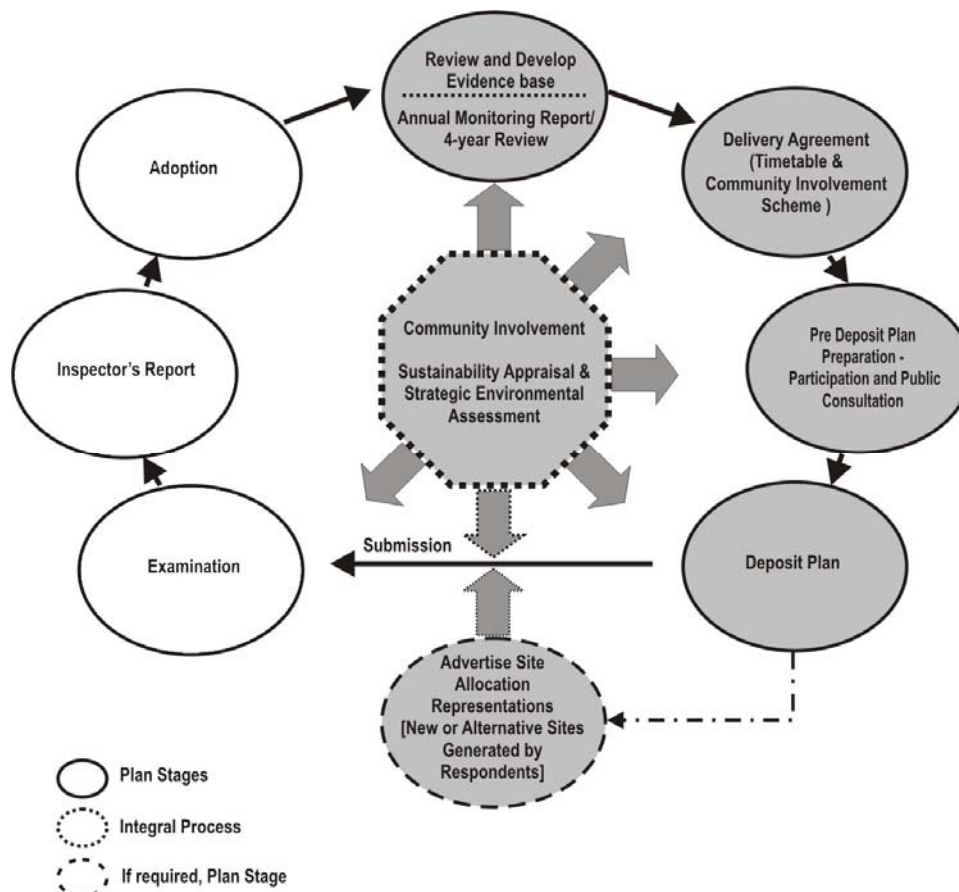 Review and Develop
Evidence base
Annual Monitoring Report/
4-year Review
Delivery Agreement
(Timetable &
Community Involvement
Scheme )
Adoption
Pre Deposit Plan
Preparation -
Participation and Public
Consultation
Community Involvement
Sustainability Appraisal &
Strategic Environmental
Assessment
Inspector's Report
Submission
Examination
Deposit Plan
Advertise Site
Allocation
Representations
[New or Alternative Sites
Generated by
Respondents]
Plan Stages
Integral Process
If required, Plan Stage